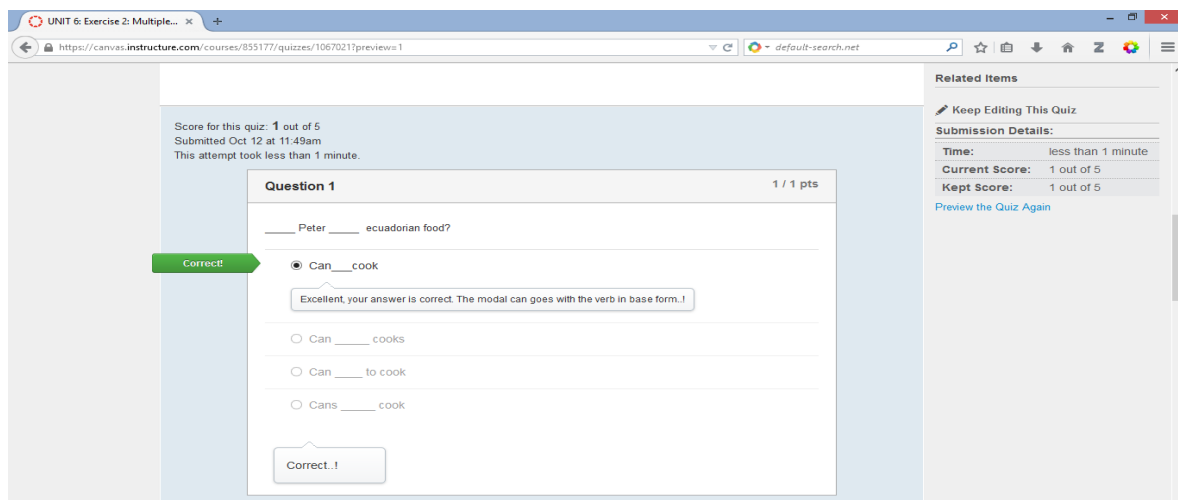 UNIT 6: Exercise 2: Multiple... × +
https://canvas.instructure.com/courses/855177/quizzes/1067021?preview=1
default-search.net
Z
Related Items
Keep Editing This Quiz
Submission Details:
Time: less than 1 minute
Current Score: 1 out of 5
Kept Score: 1 out of 5
Preview the Quiz Again
Score for this quiz: 1 out of 5
Submitted Oct 12 at 11:49am
This attempt took less than 1 minute.
Question 1 1 / 1 pts
_____ Peter _____ ecuadorian food?
Correct!
Can___cook
Excellent, your answer is correct. The modal can goes with the verb in base form..!
Can _____ cooks
Can ____ to cook
Cans _____ cook
Correct..!